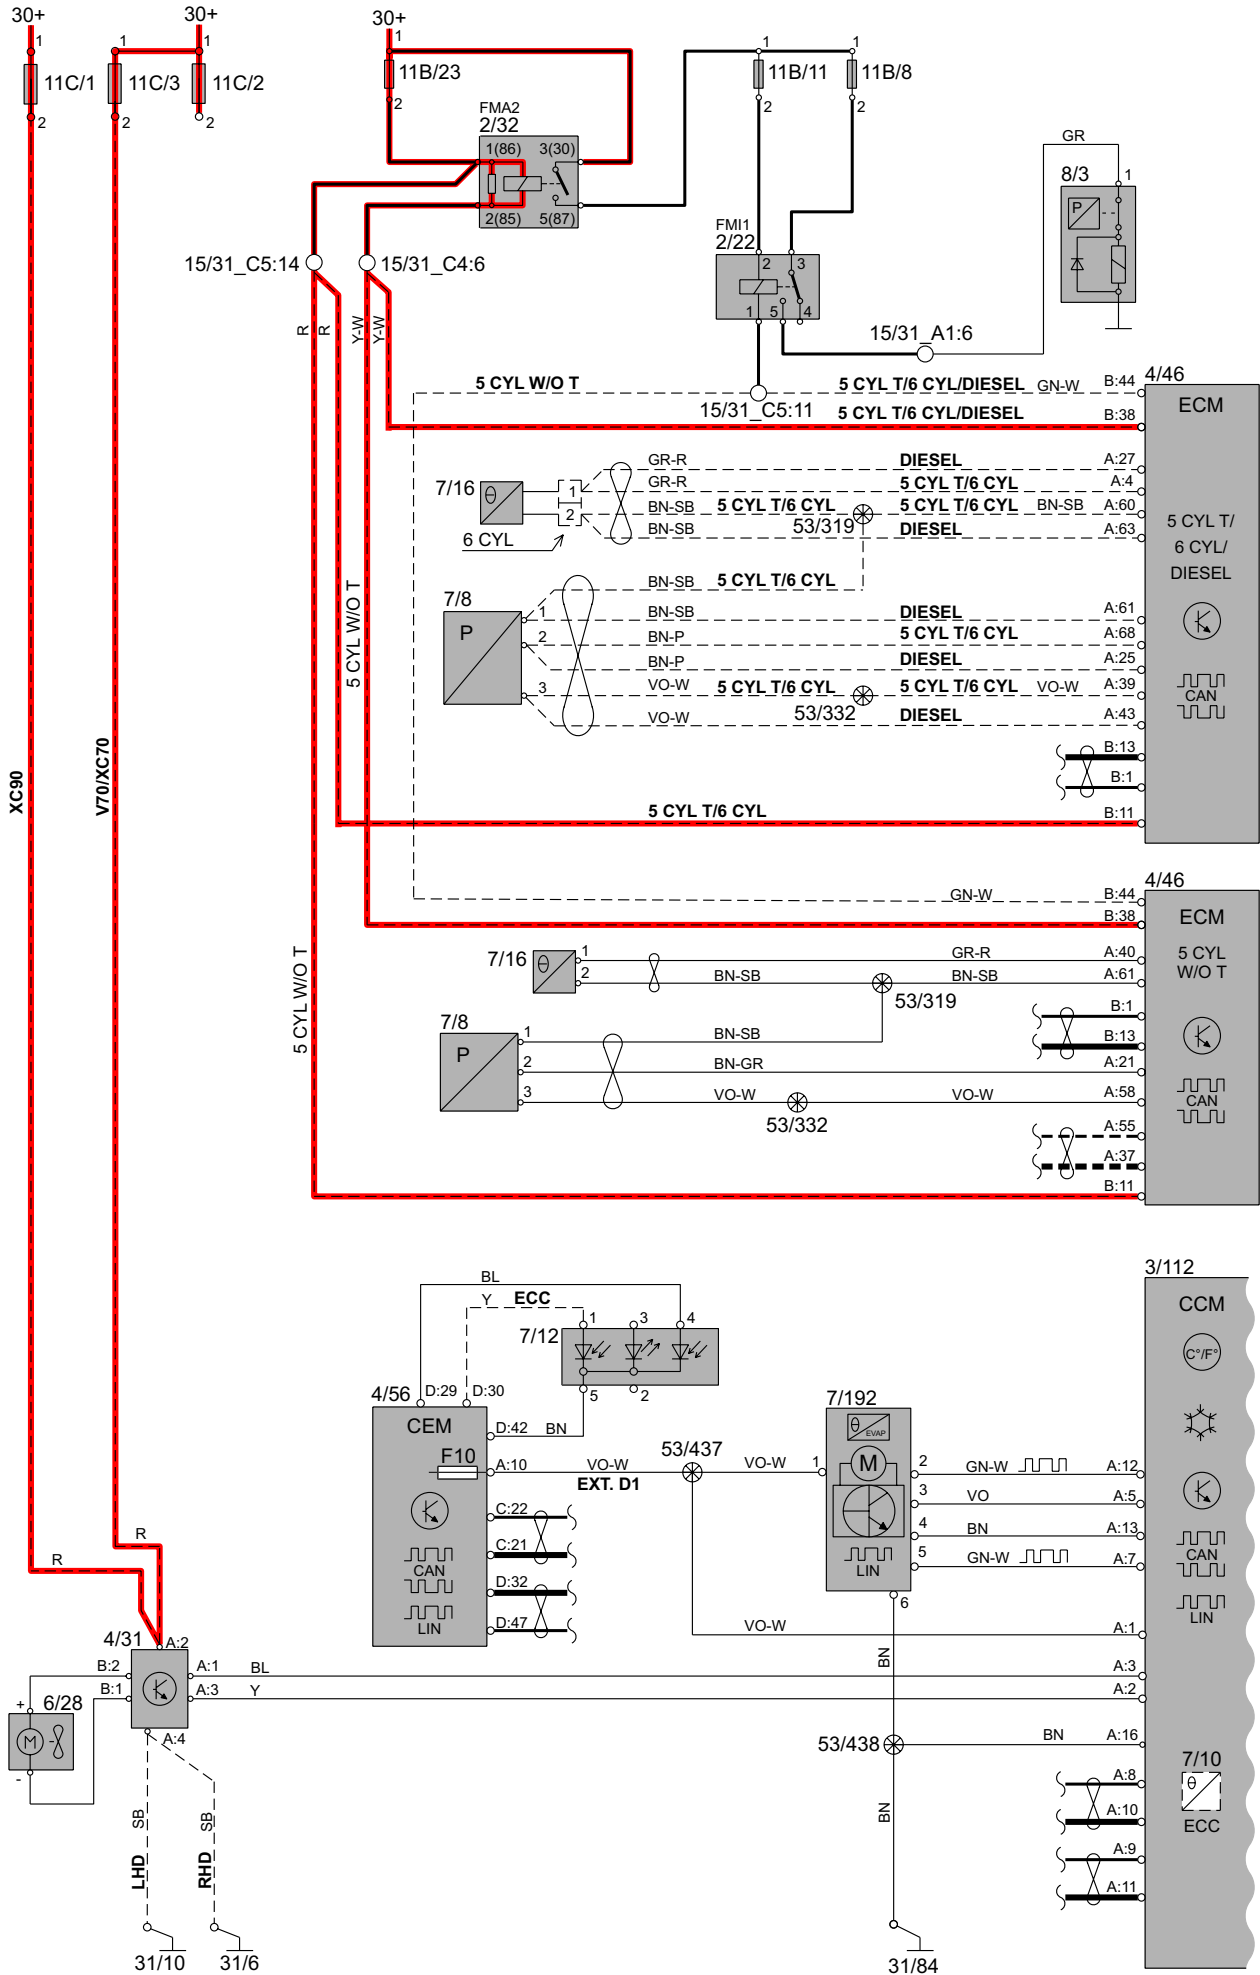 30+ 30+ 30+
1 1 1 1 1 1
11C/1 11C/3 11C/2 11B/23 11B/11 11B/8
2 2 2 2 2 2
FMA2
2/32
GR
1(86) 3(30)
8/3 1
P
2(85) 5(87)
FMI1
2/22
15/31_C5:14 15/31_C4:6
2 3
1 5 4
R R Y-W Y-W
15/31_A1:6
4/46
5 CYL W/O T 5 CYL T/6 CYL/DIESEL GN-W B:44
ECM
15/31_C5:11 5 CYL T/6 CYL/DIESEL B:38
GR-R DIESEL A:27
7/16 θ 1 GR-R 5 CYL T/6 CYL A:4
2 BN-SB 5 CYL T/6 CYL 5 CYL T/6 CYL BN-SB A:60
53/319
6 CYL BN-SB DIESEL A:63
5 CYL T/
6 CYL/
DIESEL
BN-SB 5 CYL T/6 CYL
7/8
P
1 BN-SB DIESEL A:61
2 BN-P 5 CYL T/6 CYL A:68
BN-P DIESEL A:25
3 VO-W 5 CYL T/6 CYL 5 CYL T/6 CYL VO-W A:39
53/332
VO-W DIESEL A:43
CAN
5 CYL W/O T
B:13
B:1
XC90
V70/XC70
5 CYL T/6 CYL B:11
4/46
GN-W B:44
B:38
ECM
5 CYL W/O T
7/16 θ 1 GR-R A:40
2 BN-SB BN-SB A:61
53/319
5 CYL
W/O T
B:1
7/8
P
1 BN-SB B:13
2 BN-GR A:21
3 VO-W VO-W A:58
53/332
CAN
A:55
A:37
B:11
3/112
CCM
C°/F°
BL
Y ECC
7/12 1 3 4
5 2
4/56 D:29 D:30
CEM D:42 BN
7/192
θ
EVAP
M
F10 A:10 VO-W 53/437 VO-W 1
EXT. D1
2 GN-W A:12
3 VO A:5
4 BN A:13
5 GN-W A:7
LIN
6
C:22
C:21
CAN
D:32
LIN D:47
CAN
LIN
R
R
VO-W A:1
4/31 A:2
B:2 A:1 BL A:3
B:1 A:3 Y A:2
BN
+ 6/28
M
-
A:4
53/438 BN A:16
7/10
θ
ECC
A:8
A:10
A:9
A:11
SB SB BN
LHD RHD
31/10 31/6 31/84